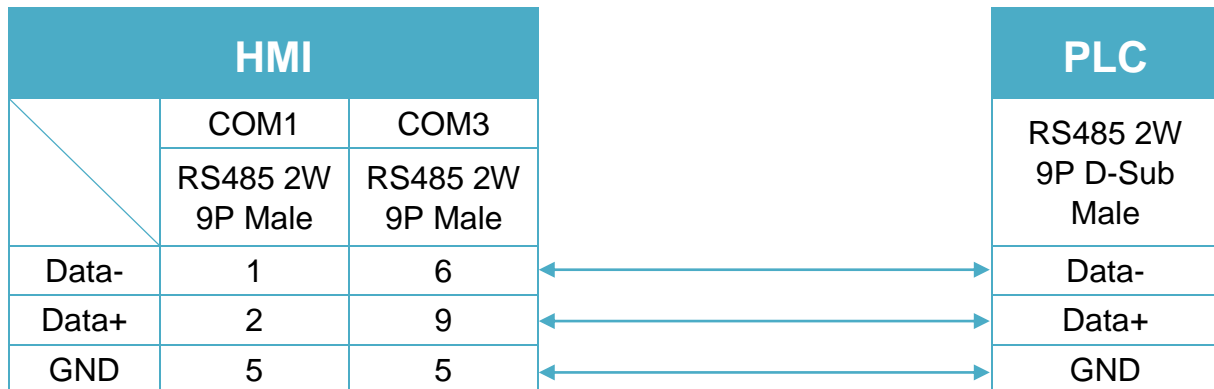 HMI
PLC
COM1 COM3
RS485 2W
9P Male
RS485 2W
9P Male
RS485 2W
9P D-Sub
Male
Data- 1 6 Data-
Data+ 2 9 Data+
GND 5 5 GND